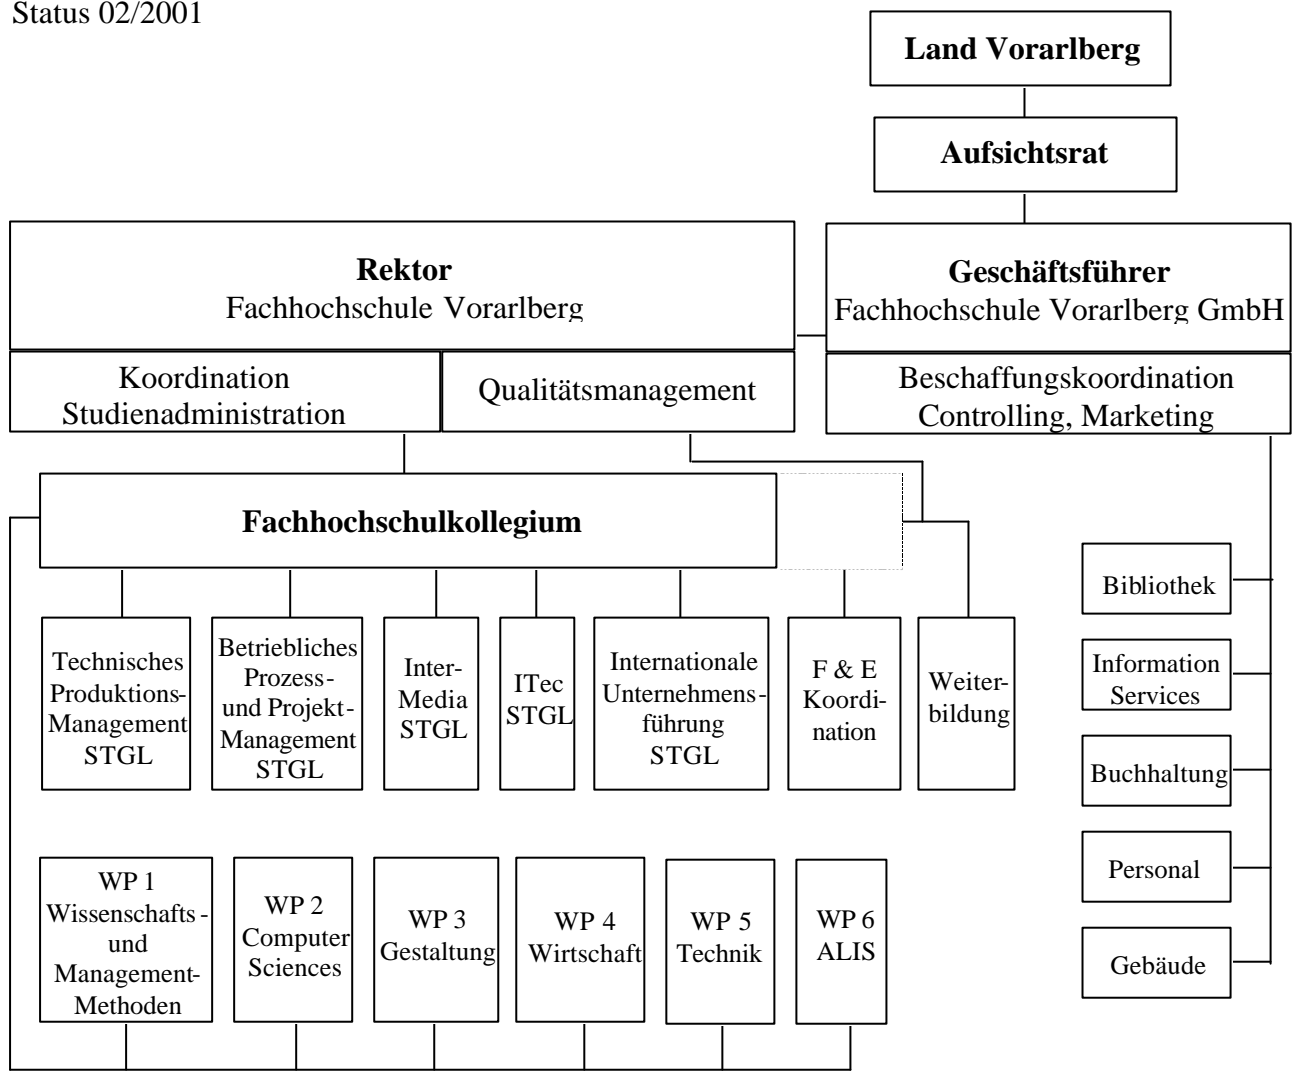 Status 02/2001
Land Vorarlberg
Aufsichtsrat
Rektor
Fachhochschule Vorarlberg
Geschäftsführer
Fachhochschule Vorarlberg GmbH
Koordination
Studienadministration
Qualitätsmanagement
Beschaffungskoordination
Controlling, Marketing
Fachhochschulkollegium
Technisches
Produktions-
Management
STGL
Betriebliches
Prozess-
und Projekt-
Management
STGL
Inter-
Media
STGL
ITec
STGL
Internationale
Unternehmens-
führung
STGL
F & E
Koordi-
nation
Weiter-
bildung
Bibliothek
Information
Services
Buchhaltung
Personal
Gebäude
WP 1
Wissenschafts-
und
Management-
Methoden
WP 2
Computer
Sciences
WP 3
Gestaltung
WP 4
Wirtschaft
WP 5
Technik
WP 6
ALIS